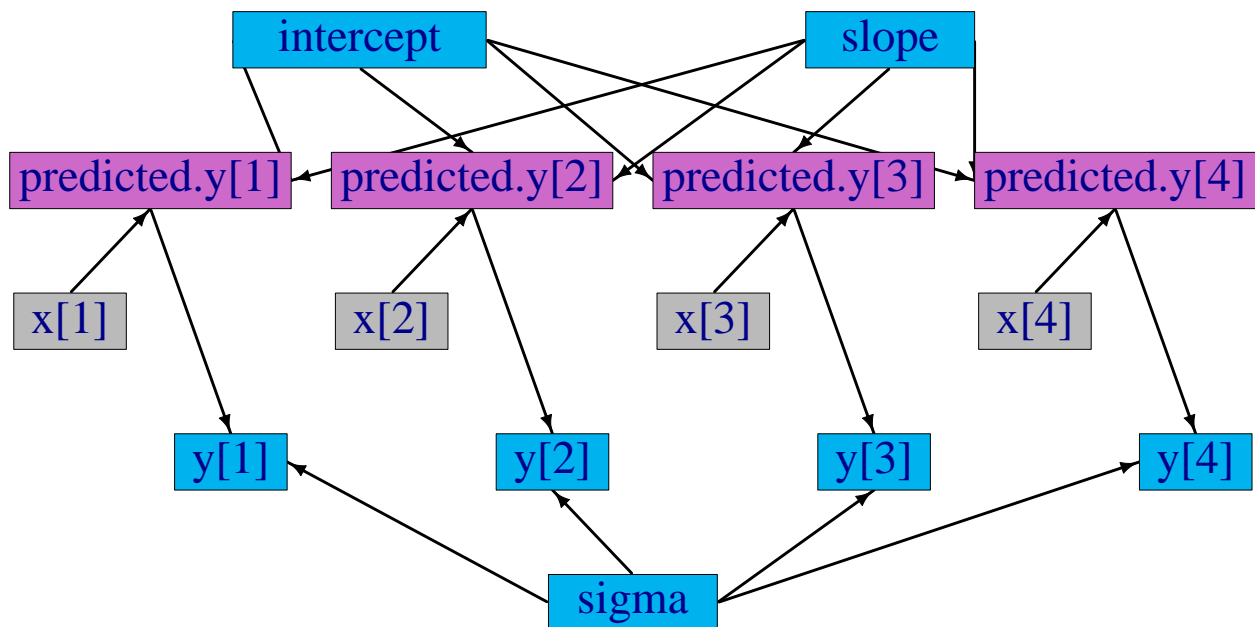 intercept slope
predicted.y[1] predicted.y[2] predicted.y[3] predicted.y[4]
x[1] x[2] x[3] x[4]
y[1] y[2] y[3] y[4]
sigma